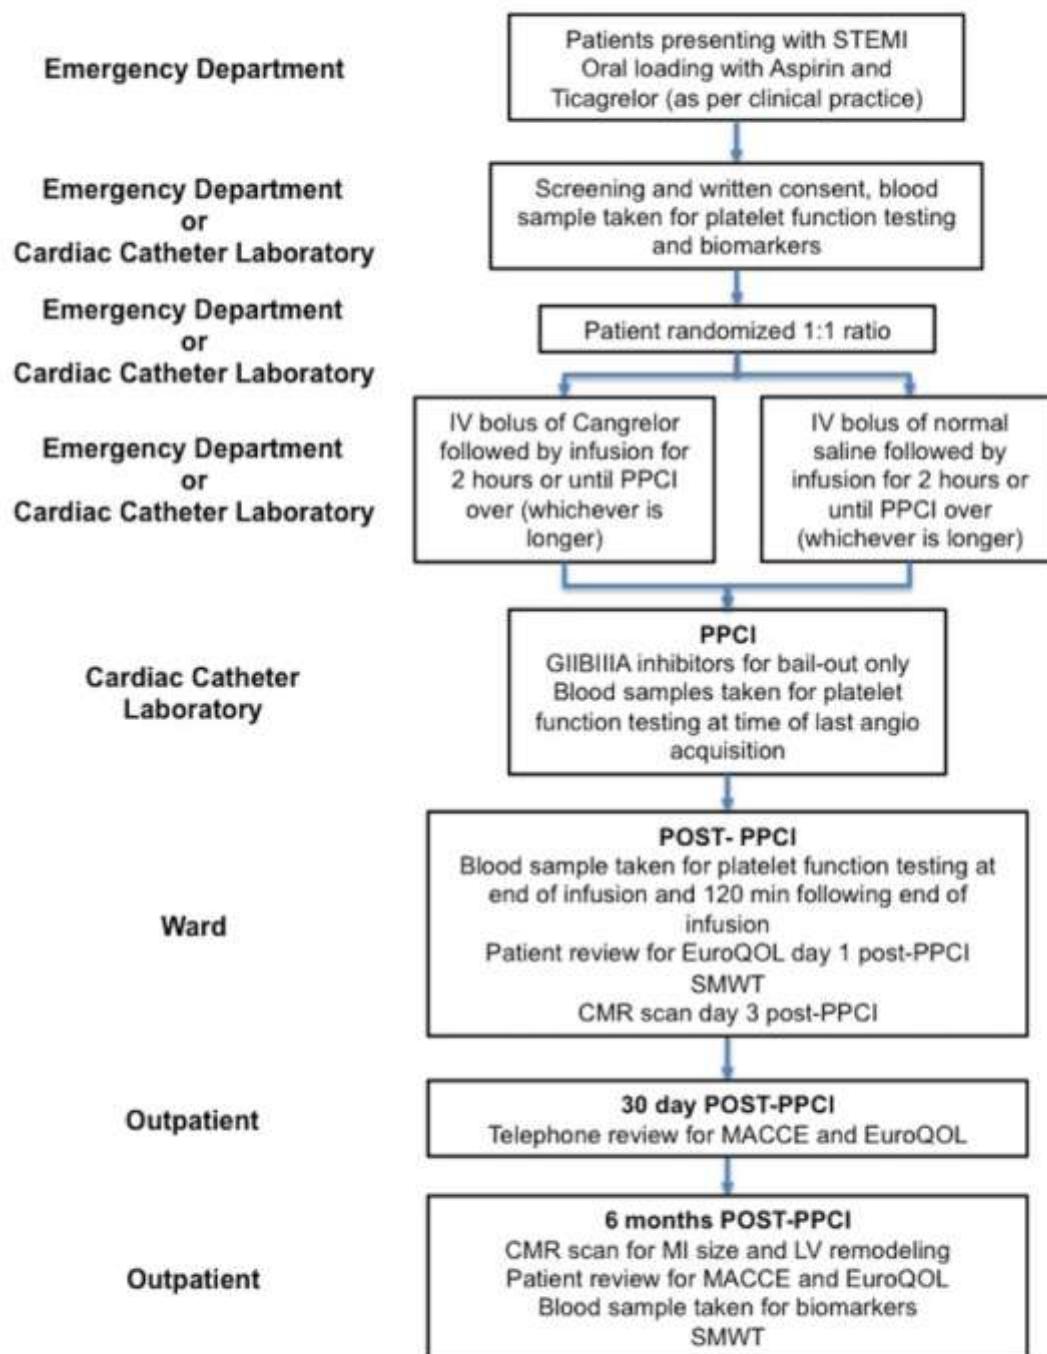 Emergency Department
Patients presenting with STEMI
Oral loading with Aspirin and
Ticagrelor (as per clinical practice)
Emergency Department
or
Cardiac Catheter Laboratory
Screening and written consent, blood
sample taken for platelet function testing
and biomarkers
Emergency Department
or
Cardiac Catheter Laboratory
Patient randomized 1:1 ratio
Emergency Department
or
Cardiac Catheter Laboratory
IV bolus of Cangrelor
followed by infusion for
2 hours or until PPCI
over (whichever is
longer)
IV bolus of normal
saline followed by
infusion for 2 hours or
until PPCI over
(whichever is longer)
Cardiac Catheter
Laboratory
PPCI
GIIBIIIA inhibitors for bail-out only
Blood samples taken for platelet
function testing at time of last angio
acquisition
Ward
POST- PPCI
Blood sample taken for platelet function testing at
end of infusion and 120 min following end of
infusion
Patient review for EuroQOL day 1 post-PPCI
SMWT
CMR scan day 3 post-PPCI
Outpatient
30 day POST-PPCI
Telephone review for MACCE and EuroQOL
Outpatient
6 months POST-PPCI
CMR scan for MI size and LV remodeling
Patient review for MACCE and EuroQOL
Blood sample taken for biomarkers
SMWT